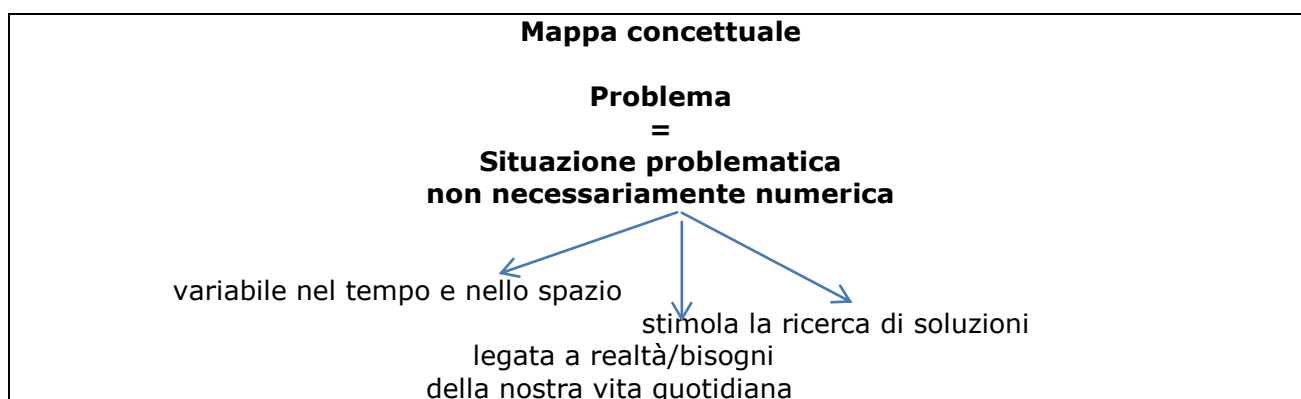 Mappa concettuale
Problema
=
Situazione problematica
non necessariamente numerica
variabile nel tempo e nello spazio
stimola la ricerca di soluzioni
legata a realtà/bisogni
della nostra vita quotidiana